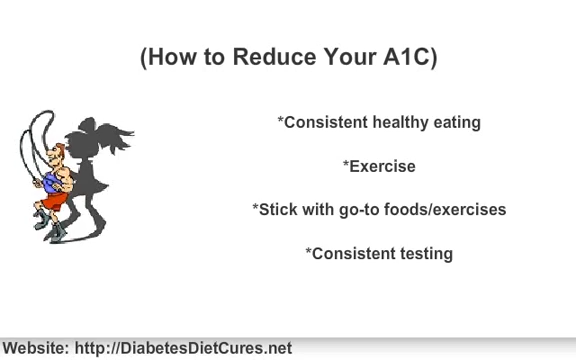 (How to Reduce Your A1C)
*Consistent healthy eating
*Exercise
*Stick with go-to foods/exercises
*Consistent testing
Website: http://DiabetesDietCures.net